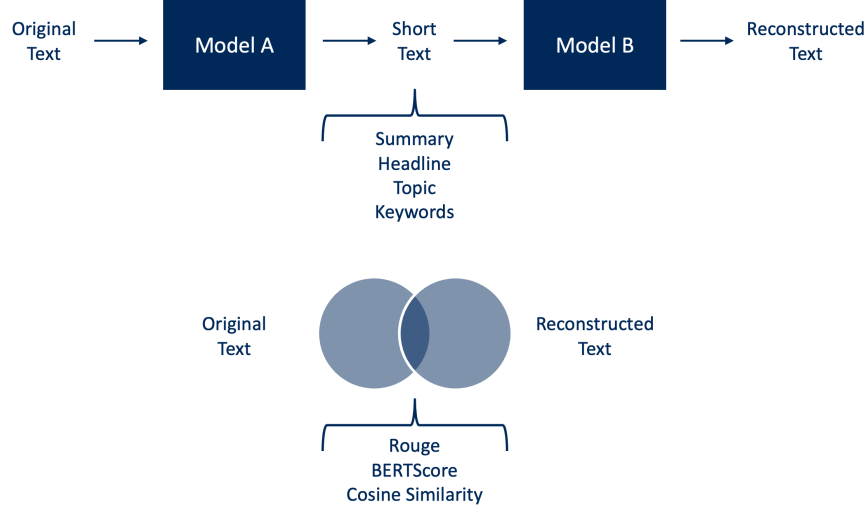 Original
Text
Model A
Short
Text
Model B
Reconstructed
Text
Summary
Headline
Topic
Keywords
Original
Text
Reconstructed
Text
Rouge
BERTScore
Cosine Similarity